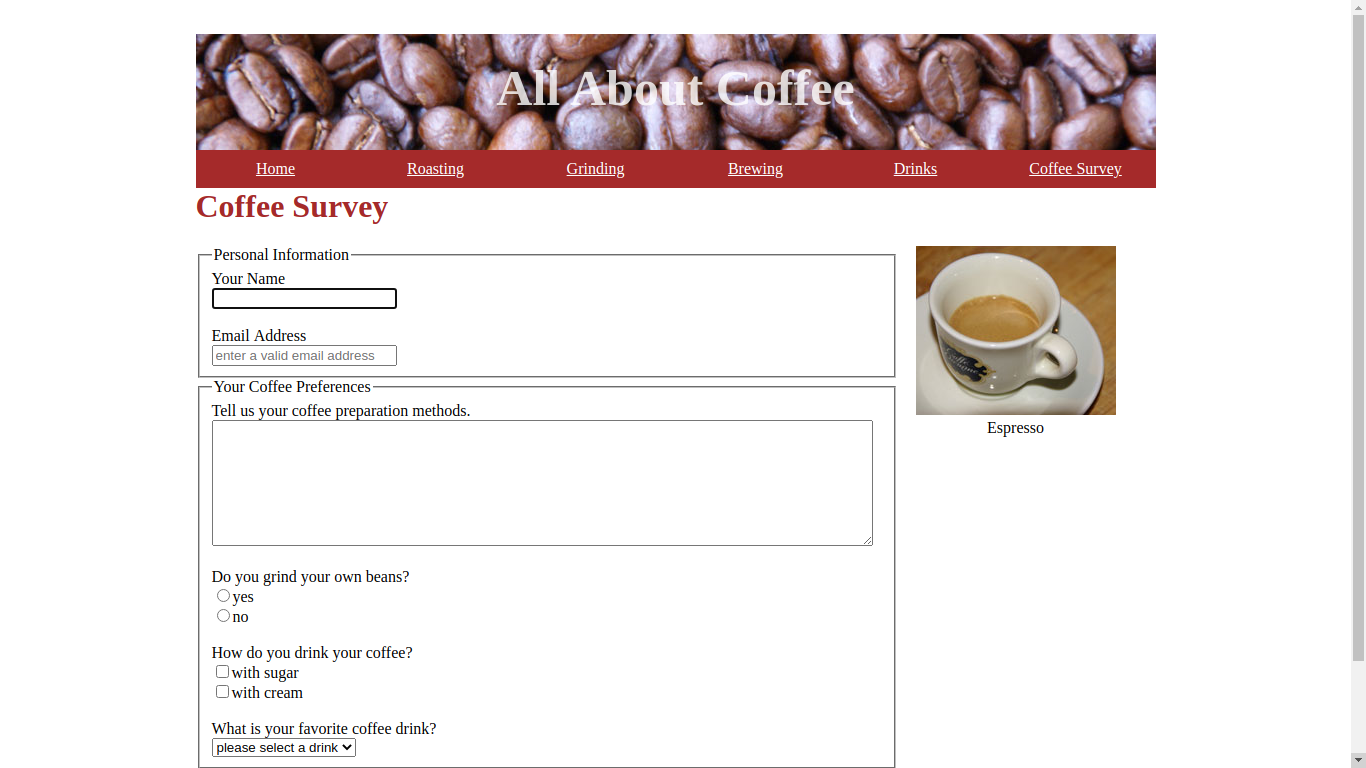 All About Coffee
Home Roasting Grinding Brewing Drinks Coffee Survey
Coffee Survey
Personal Information
Your Name
Email Address
enter a valid email address
Your Coffee Preferences
Tell us your coffee preparation methods.
Do you grind your own beans?
yes
no
How do you drink your coffee?
with sugar
with cream
What is your favorite coffee drink?
please select a drink
Espresso